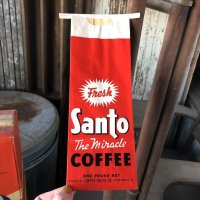 Fresh
Santo
The Miracle
COFFEE
ONE POUND NET